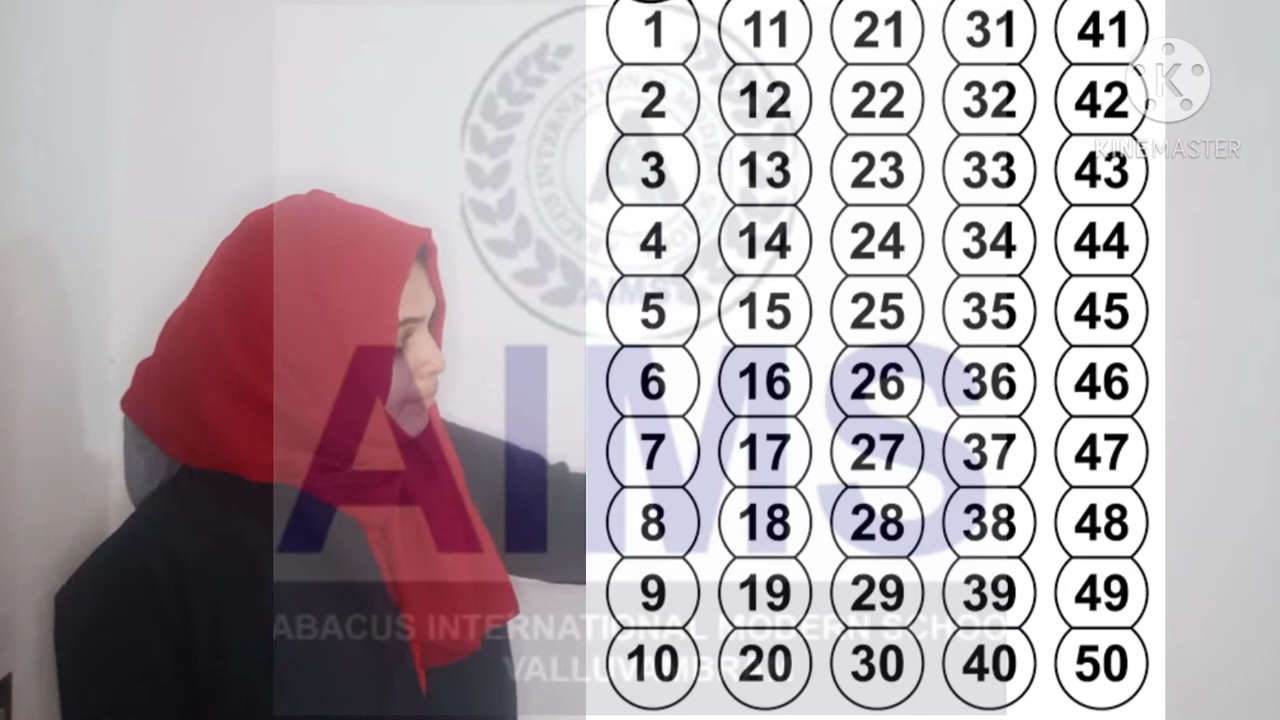 1 11 21 31 41
2 12 22 32 42
3 13 23 33 43
4 14 24 34 44
5 15 25 35 45
6 16 26 36 46
7 17 27 37 47
8 18 28 38 48
9 19 29 39 49
10 20 30 40 50
K
KINEMASTER
AIMS
AIMS
ABACUS INTERNATIONAL MODERN SCHOO